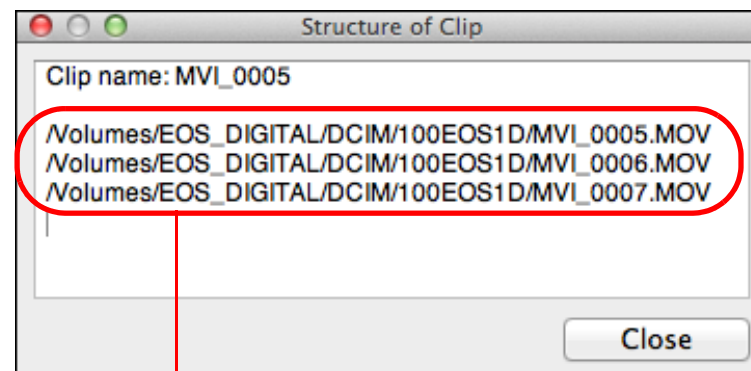 Structure of Clip
Clip name: MVI_0005
/Volumes/EOS_DIGITAL/DCIM/100EOS1D/MVI_0005.MOV
/Volumes/EOS_DIGITAL/DCIM/100EOS1D/MVI_0006.MOV
/Volumes/EOS_DIGITAL/DCIM/100EOS1D/MVI_0007.MOV
Close